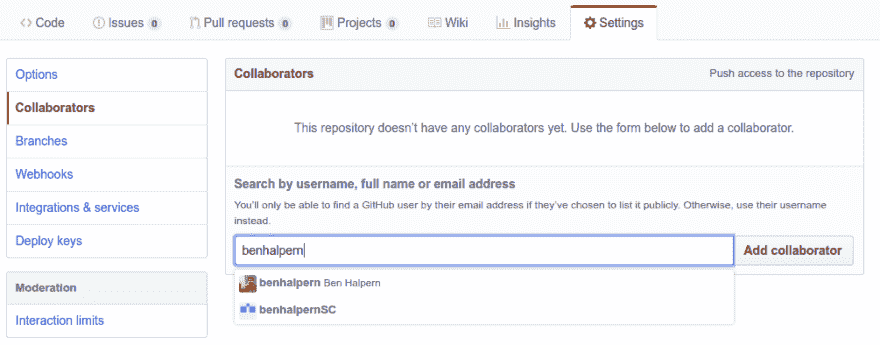 Code Issues 0 Pull requests 0 Projects 0 Wiki Insights Settings
Options
Collaborators
Branches
Webhooks
Integrations & services
Deploy keys
Moderation
Interaction limits
Collaborators Push access to the repository
This repository doesn't have any collaborators yet. Use the form below to add a collaborator.
Search by username, full name or email address
You'll only be able to find a GitHub user by their email address if they've chosen to list it publicly. Otherwise, use their username
instead.
benhalpern Add collaborator
benhalpern Ben Halpern
benhalpernSC